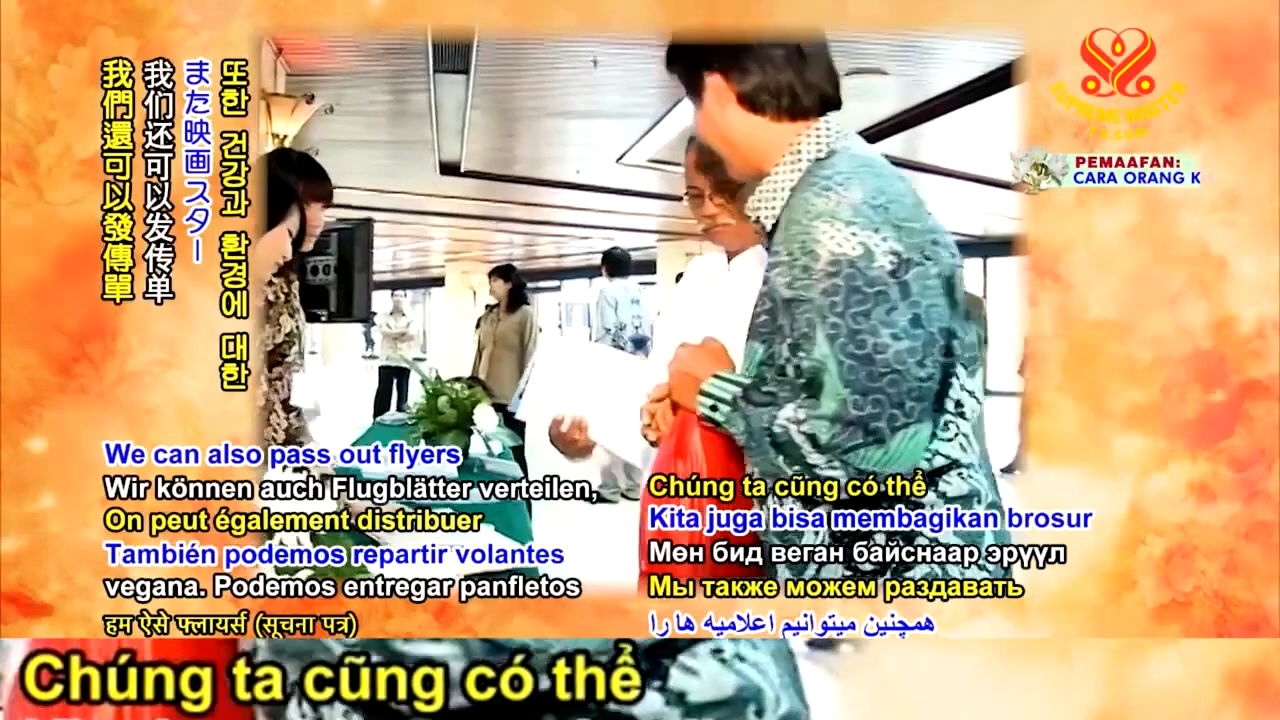 我們還可以發傳單
我们还可以发传单
また映画スター
또한 건강과 환경에 대한
SUPREME MASTER
TV.com
PEMAAFAN:
CARA ORANG K
We can also pass out flyers
Wir können auch Flugblätter verteilen,
On peut également distribuer
También podemos repartir volantes
vegana. Podemos entregar panfletos
हम ऐसे फ्लायर्स (सूचना पत्र)
Chúng ta cũng có thể
Kita juga bisa membagikan brosur
Мөн бид веган байснаар эрүүл
Мы также можем раздавать
همچنین میتوانیم اعلامیه ها را
Chúng ta cũng có thể